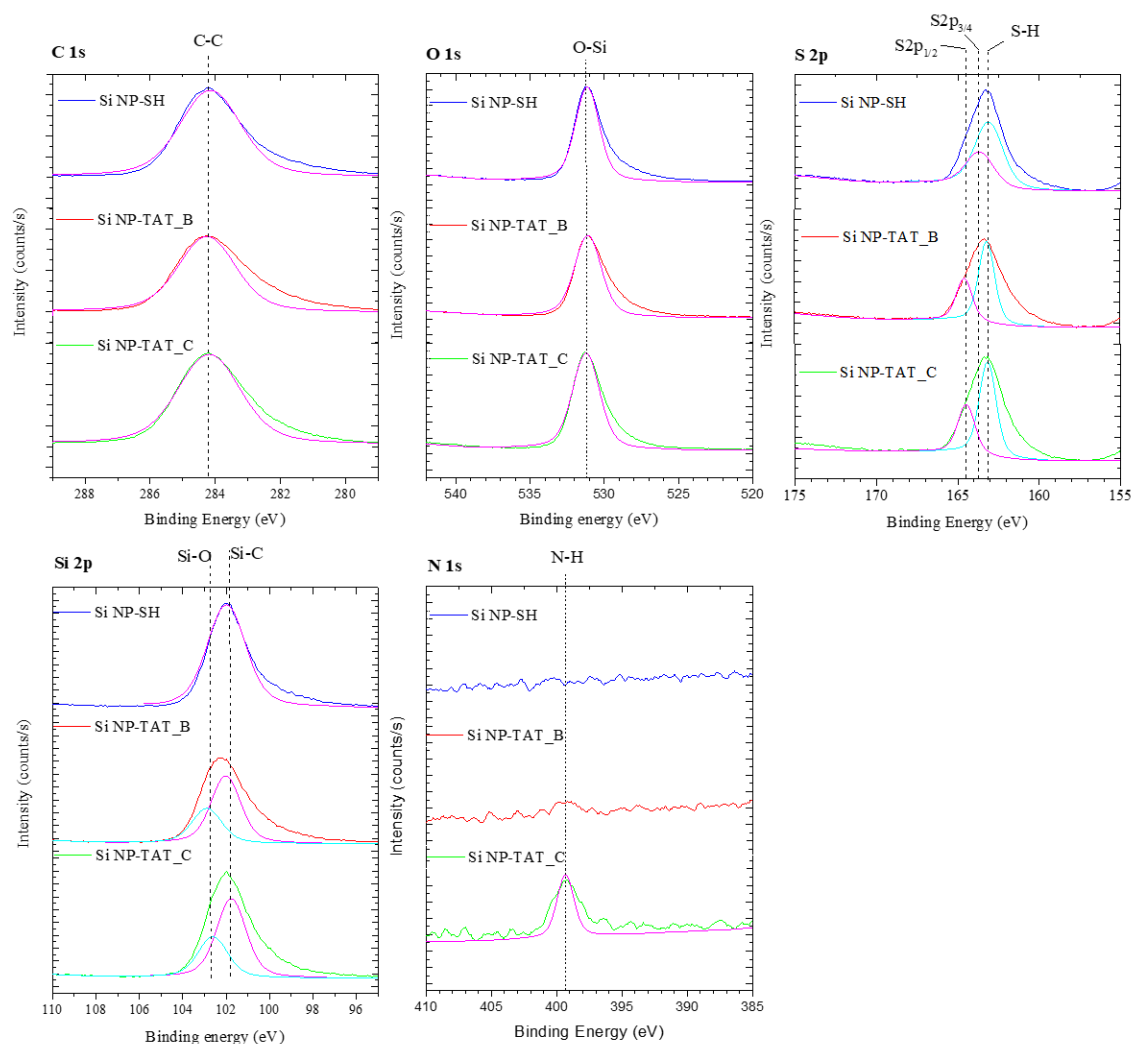 C 1s
C-C
Si NP-SH
Si NP-TAT_B
Si NP-TAT_C
Intensity (counts/s)
288 286 284 282 280
Binding Energy (eV)
O 1s
O-Si
Si NP-SH
Si NP-TAT_B
Si NP-TAT_C
Intensity (counts/s)
540 535 530 525 520
Binding energy (eV)
S 2p
S2p3/4
S2p1/2
S-H
Si NP-SH
Si NP-TAT_B
Si NP-TAT_C
Intensity (counts/s)
175 170 165 160 155
Binding Energy (eV)
Si 2p
Si-O
Si-C
Si NP-SH
Si NP-TAT_B
Si NP-TAT_C
Intensity (counts/s)
110 108 106 104 102 100 98 96
Binding energy (eV)
N 1s
N-H
Si NP-SH
Si NP-TAT_B
Si NP-TAT_C
Intensity (counts/s)
410 405 400 395 390 385
Binding Energy (eV)